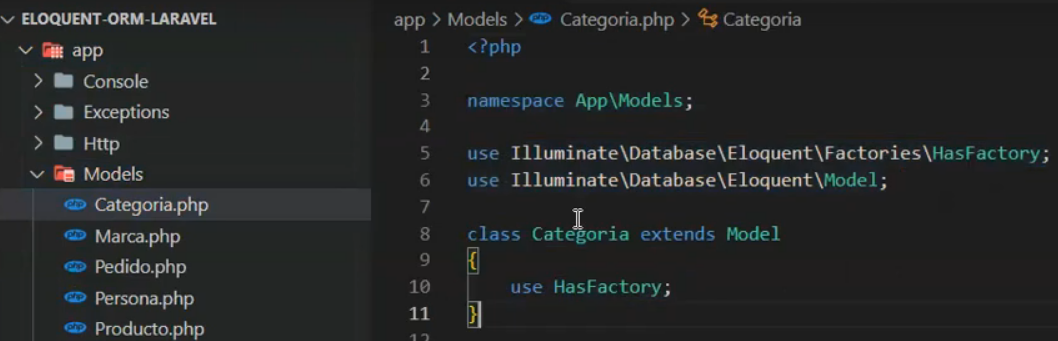 ELOQUENT-ORM-LARAVEL
app
Console
Exceptions
Http
Models
Categoria.php
Marca.php
Pedido.php
Persona.php
Producto.php
app > Models > php Categoria.php > Categoria
1 <?php
2
3 namespace App\Models;
4
5 use Illuminate\Database\Eloquent\Factories\HasFactory;
6 use Illuminate\Database\Eloquent\Model;
7
8 class Categoria extends Model
9 {
10 use HasFactory;
11 }
12